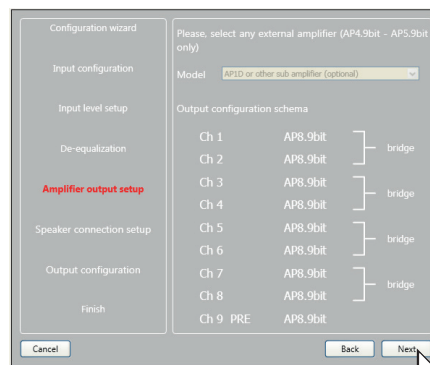 Configuration wizard
Input configuration
Input level setup
De-equalization
Amplifier output setup
Speaker connection setup
Output configuration
Finish
Please, select any external amplifier (AP4.9bit - AP5.9bit
only)
Model AP1D or other sub amplifier (optional)
Output configuration schema
Ch 1 AP8.9bit
bridge
Ch 2 AP8.9bit
Ch 3 AP8.9bit
bridge
Ch 4 AP8.9bit
Ch 5 AP8.9bit
bridge
Ch 6 AP8.9bit
Ch 7 AP8.9bit
bridge
Ch 8 AP8.9bit
Ch 9 PRE AP8.9bit
Cancel Back Next